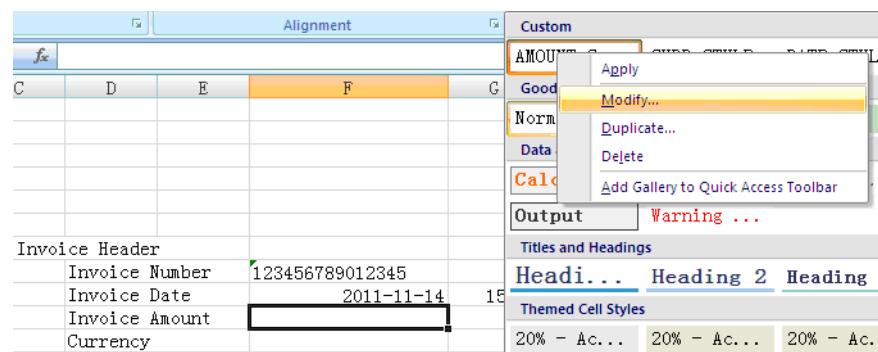 Alignment
fx
C D E F G
Invoice Header
Invoice Number 123456789012345
Invoice Date 2011-11-14 15
Invoice Amount
Currency
Custom
Apply
Modify...
Duplicate...
Delete
Add Gallery to Quick Access Toolbar
Good
Norm
Data
Calc
Output Warning ...
Titles and Headings
Headi... Heading 2 Heading
Themed Cell Styles
20% - Ac... 20% - Ac... 20% - Ac.